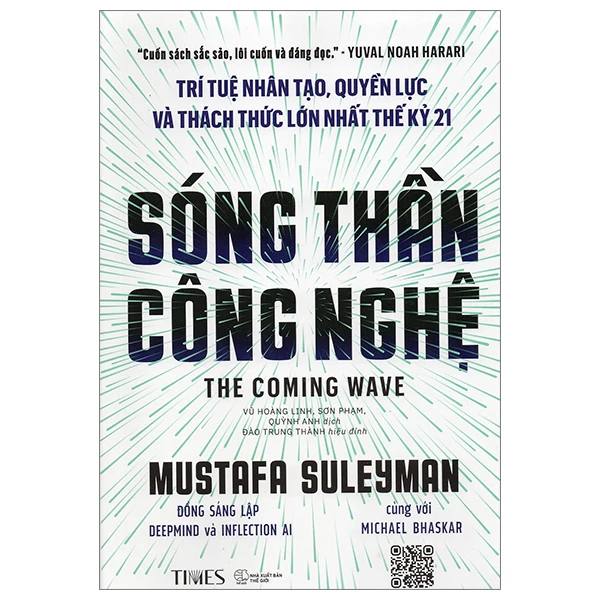 “Cuốn sách sắc sảo, lôi cuốn và đáng đọc.” - YUVAL NOAH HARARI
TRÍ TUỆ NHÂN TẠO, QUYỀN LỰC
VÀ THÁCH THỨC LỚN NHẤT THẾ KỶ 21
SÓNG THẦN
CÔNG NGHỆ
THE COMING WAVE
VŨ HOÀNG LINH, SƠN PHẠM,
QUỲNH ANH dịch
ĐÀO TRUNG THÀNH hiệu đính
MUSTAFA SULEYMAN
ĐỒNG SÁNG LẬP
DEEPMIND và INFLECTION AI
cùng với
MICHAEL BHASKAR
TIMES
NHÀ XUẤT BẢN
THẾ GIỚI